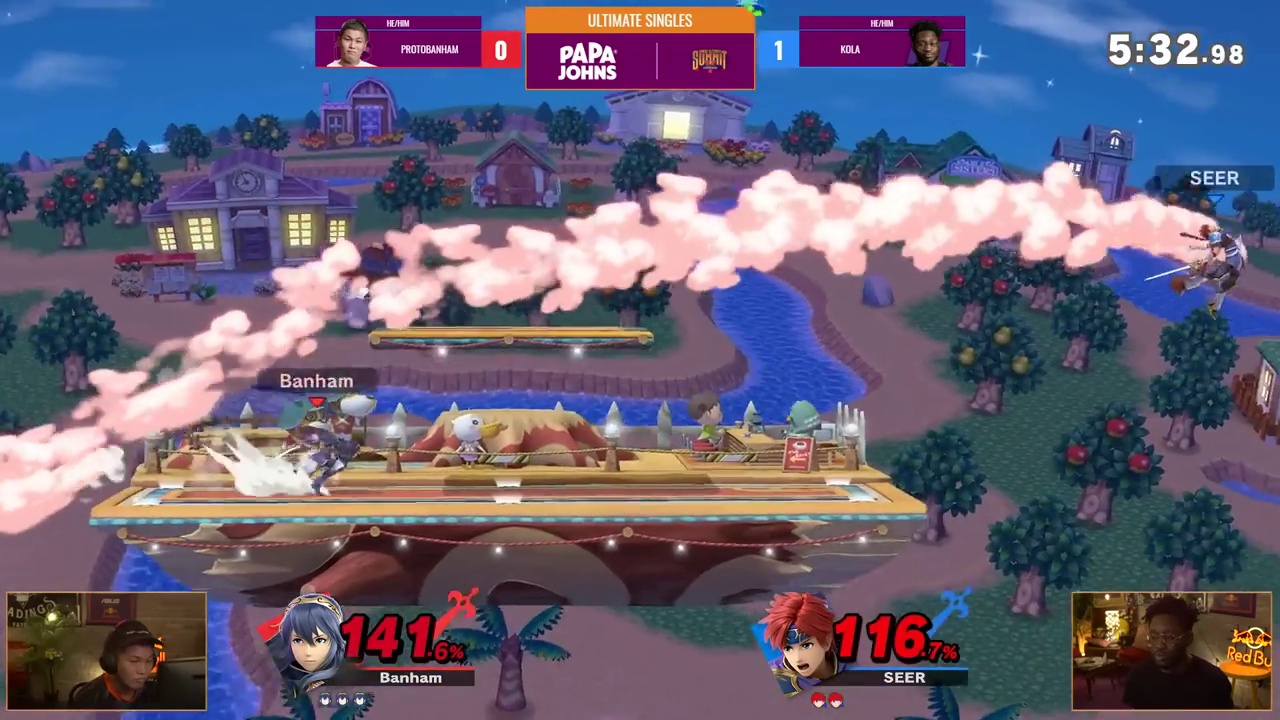 HE/HIM
PROTOBANHAM
0
ULTIMATE SINGLES
PAPA JOHNS
SUMMIT
1
HE/HIM
KOLA
5:32.98
SEER
Banham
141.6%
Banham
116.7%
SEER
Red Bu